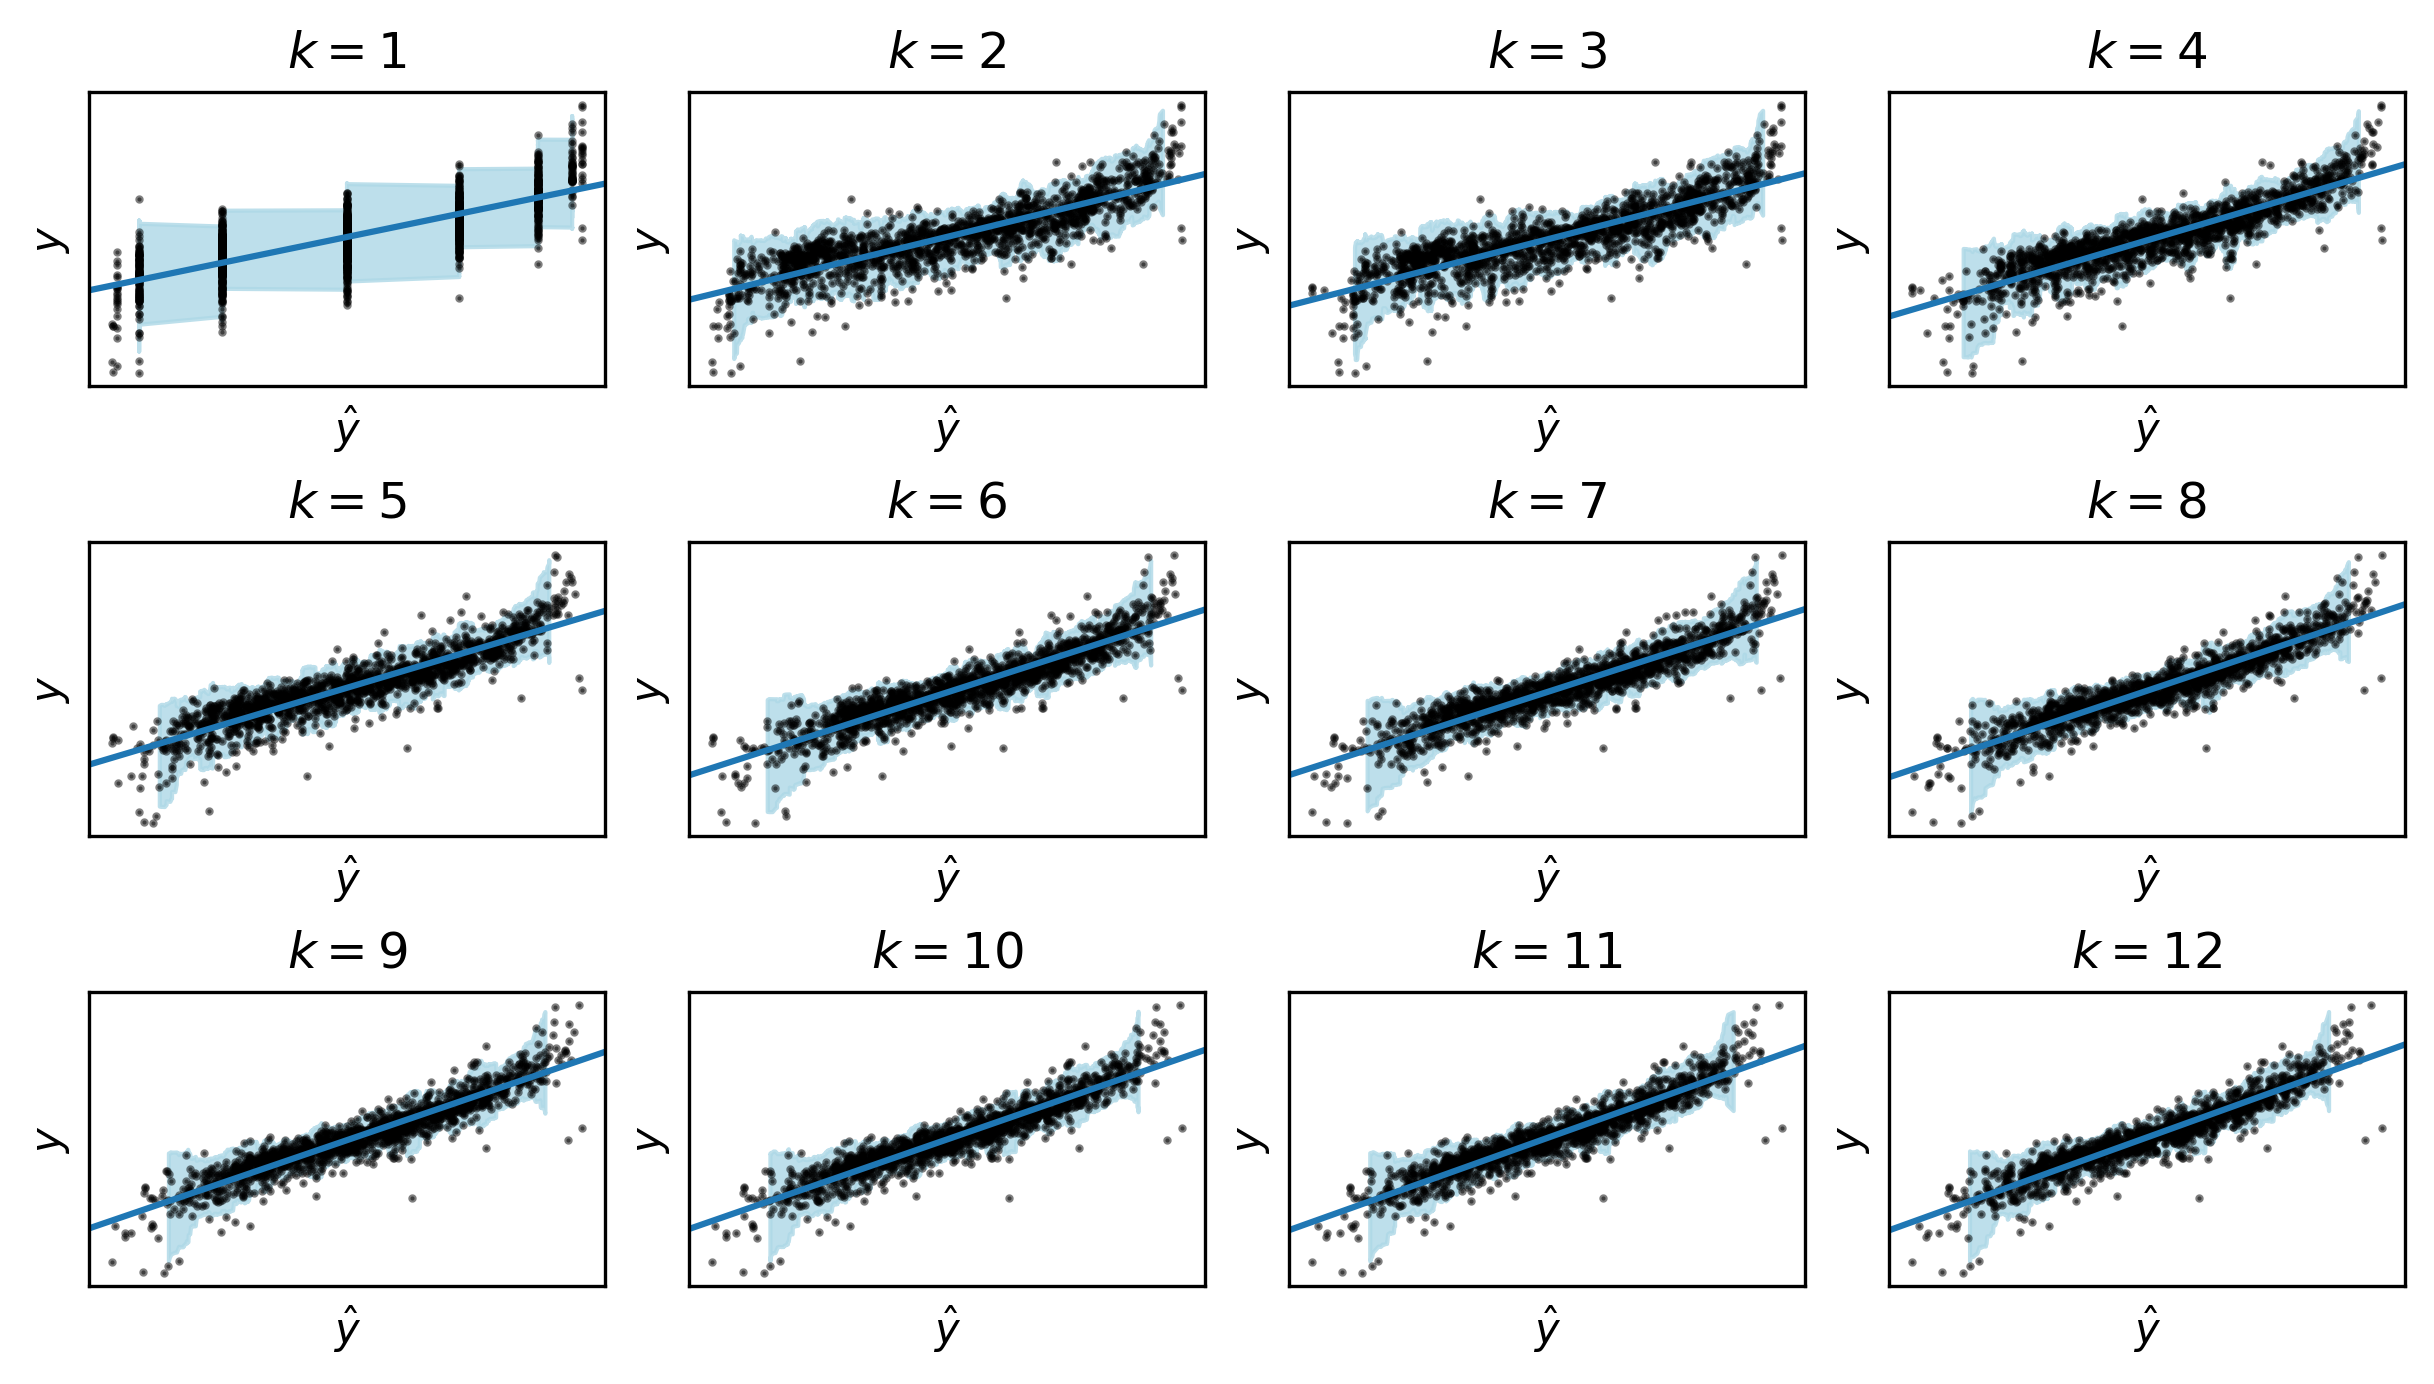 k = 1
k = 2
k = 3
k = 4
y
y
y
y
ŷ
ŷ
ŷ
ŷ
k = 5
k = 6
k = 7
k = 8
y
y
y
y
ŷ
ŷ
ŷ
ŷ
k = 9
k = 10
k = 11
k = 12
y
y
y
y
ŷ
ŷ
ŷ
ŷ